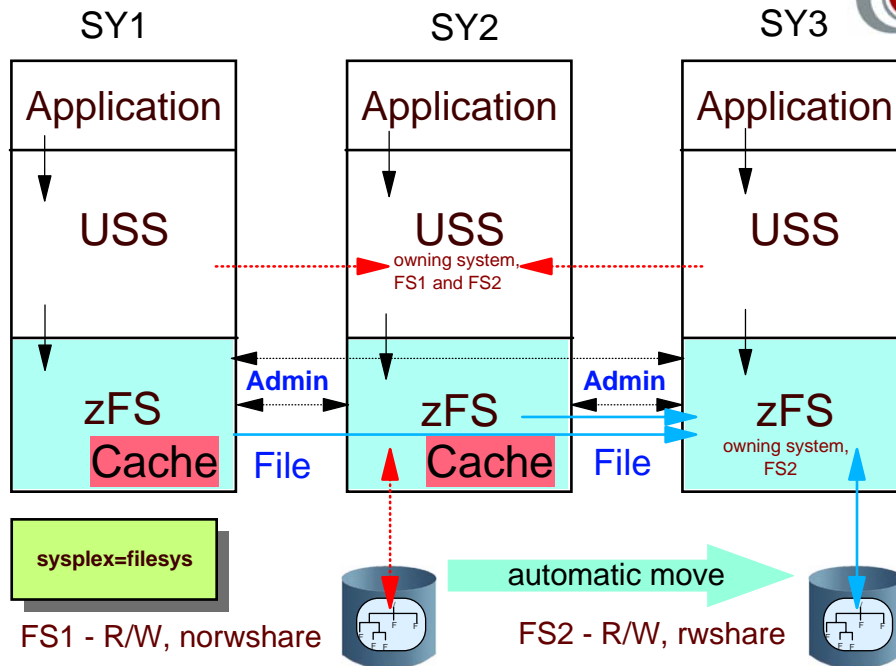 SY1
SY2
SY3
Application
Application
Application
USS
USS
owning system,
FS1 and FS2
USS
Admin
Admin
zFS
Cache
File
zFS
Cache
File
zFS
owning system,
FS2
sysplex=filesys
automatic move
FS1 - R/W, norwshare
FS2 - R/W, rwshare
F
F
F
F
F
F
F
F
F
F